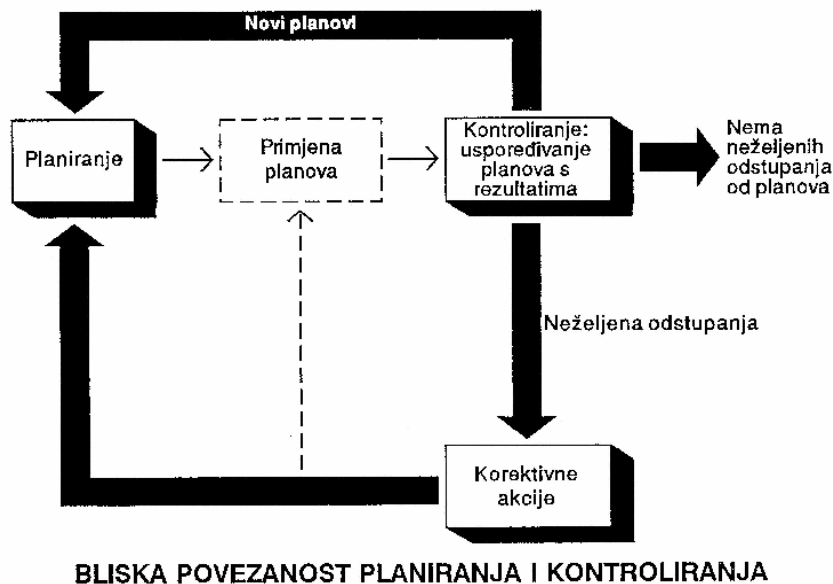 Novi planovi
Planiranje
Primjena
planova
Kontroliranje:
uspoređivanje
planova s
rezultatima
Nema
neželjenih
odstupanja
od planova
Neželjena odstupanja
Korektivne
akcije
BLISKA POVEZANOST PLANIRANJA I KONTROLIRANJA